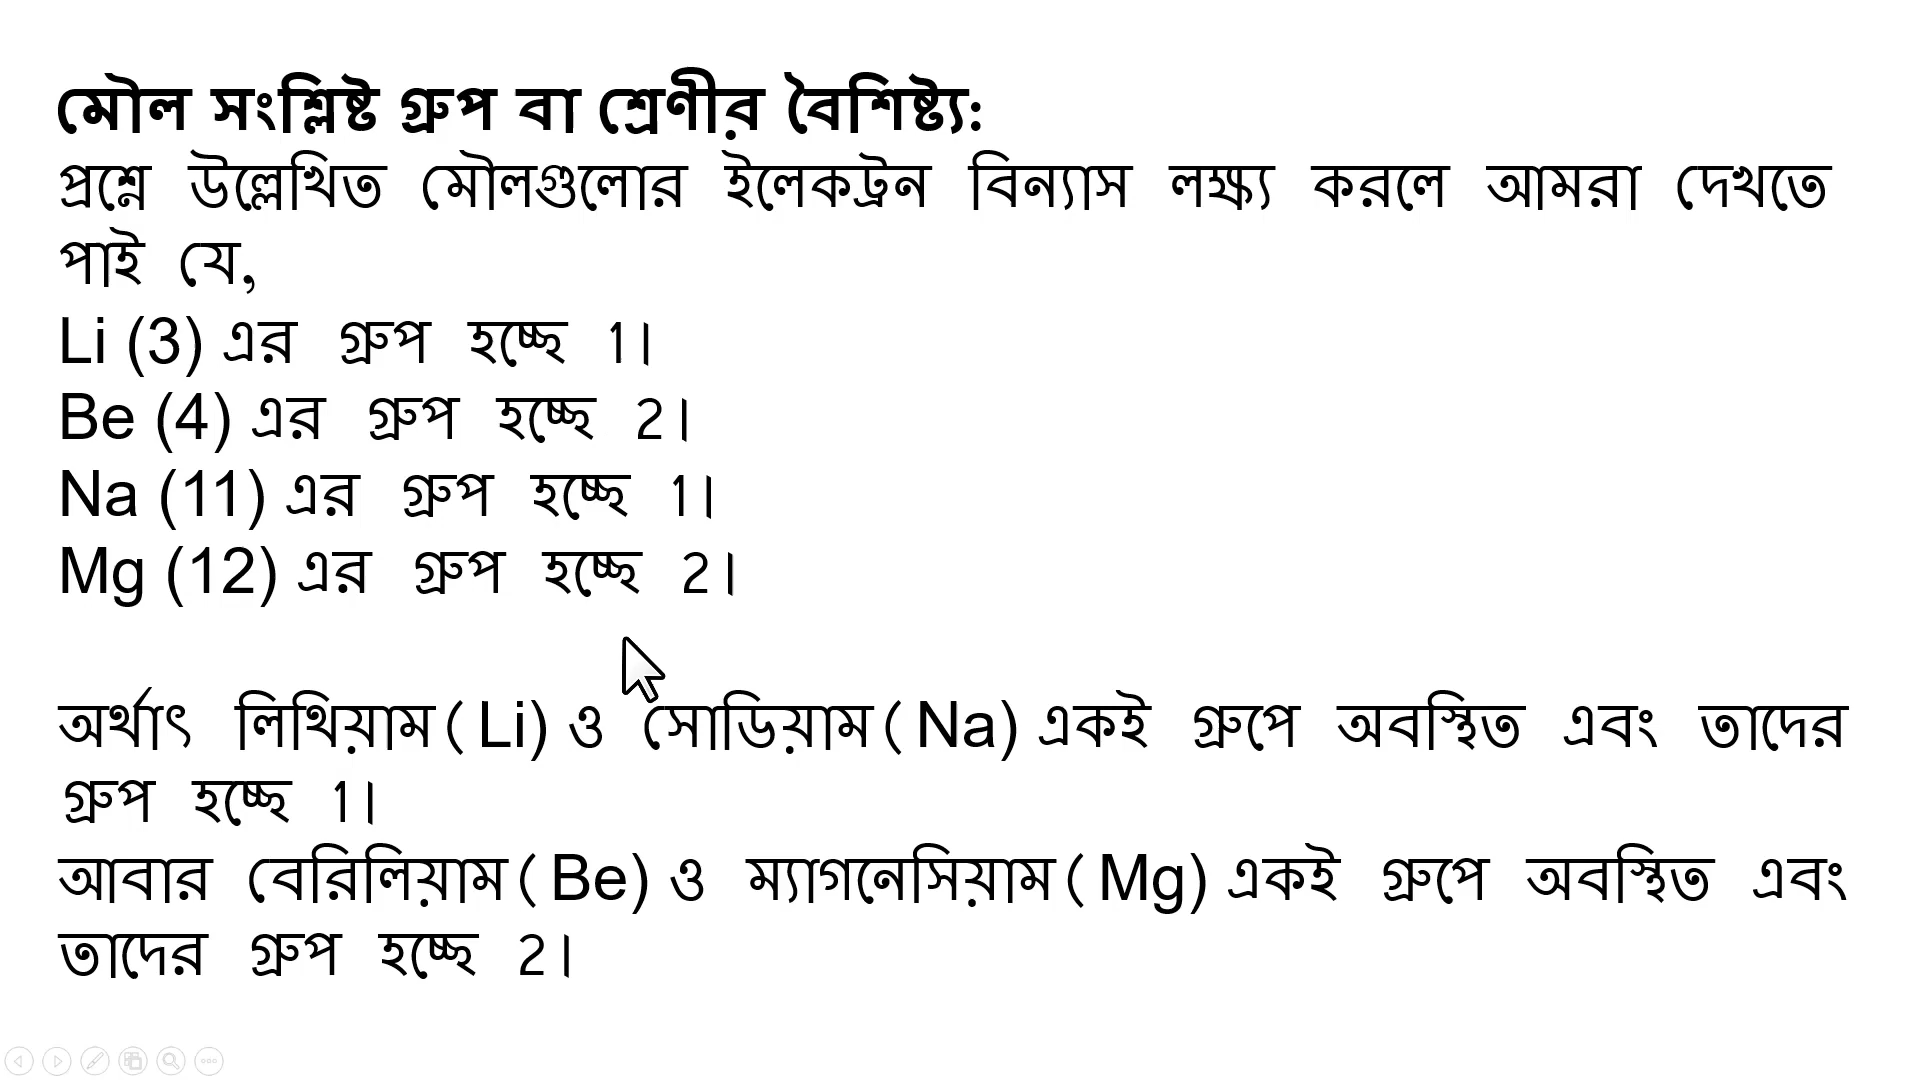 মৌল সংশ্লিষ্ট গ্রুপ বা শ্রেণীর বৈশিষ্ট্য:
প্রশ্নে উল্লেখিত মৌলগুলোর ইলেকট্রন বিন্যাস লক্ষ্য করলে আমরা দেখতে
পাই যে,
Li (3) এর গ্রুপ হচ্ছে 1।
Be (4) এর গ্রুপ হচ্ছে 2।
Na (11) এর গ্রুপ হচ্ছে 1।
Mg (12) এর গ্রুপ হচ্ছে 2।
অর্থাৎ লিথিয়াম(Li) ও সোডিয়াম(Na) একই গ্রুপে অবস্থিত এবং তাদের
গ্রুপ হচ্ছে 1।
আবার বেরিলিয়াম(Be) ও ম্যাগনেসিয়াম(Mg) একই গ্রুপে অবস্থিত এবং
তাদের গ্রুপ হচ্ছে 2।